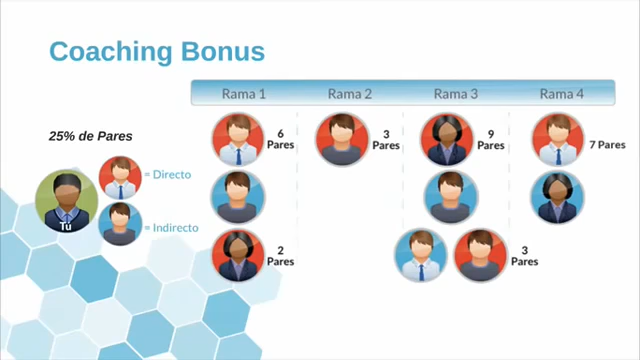 Coaching Bonus
Rama 1 Rama 2 Rama 3 Rama 4
25% de Pares
6
Pares
3
Pares
9
Pares
7 Pares
= Directo
Tú
= Indirecto
2
Pares
3
Pares